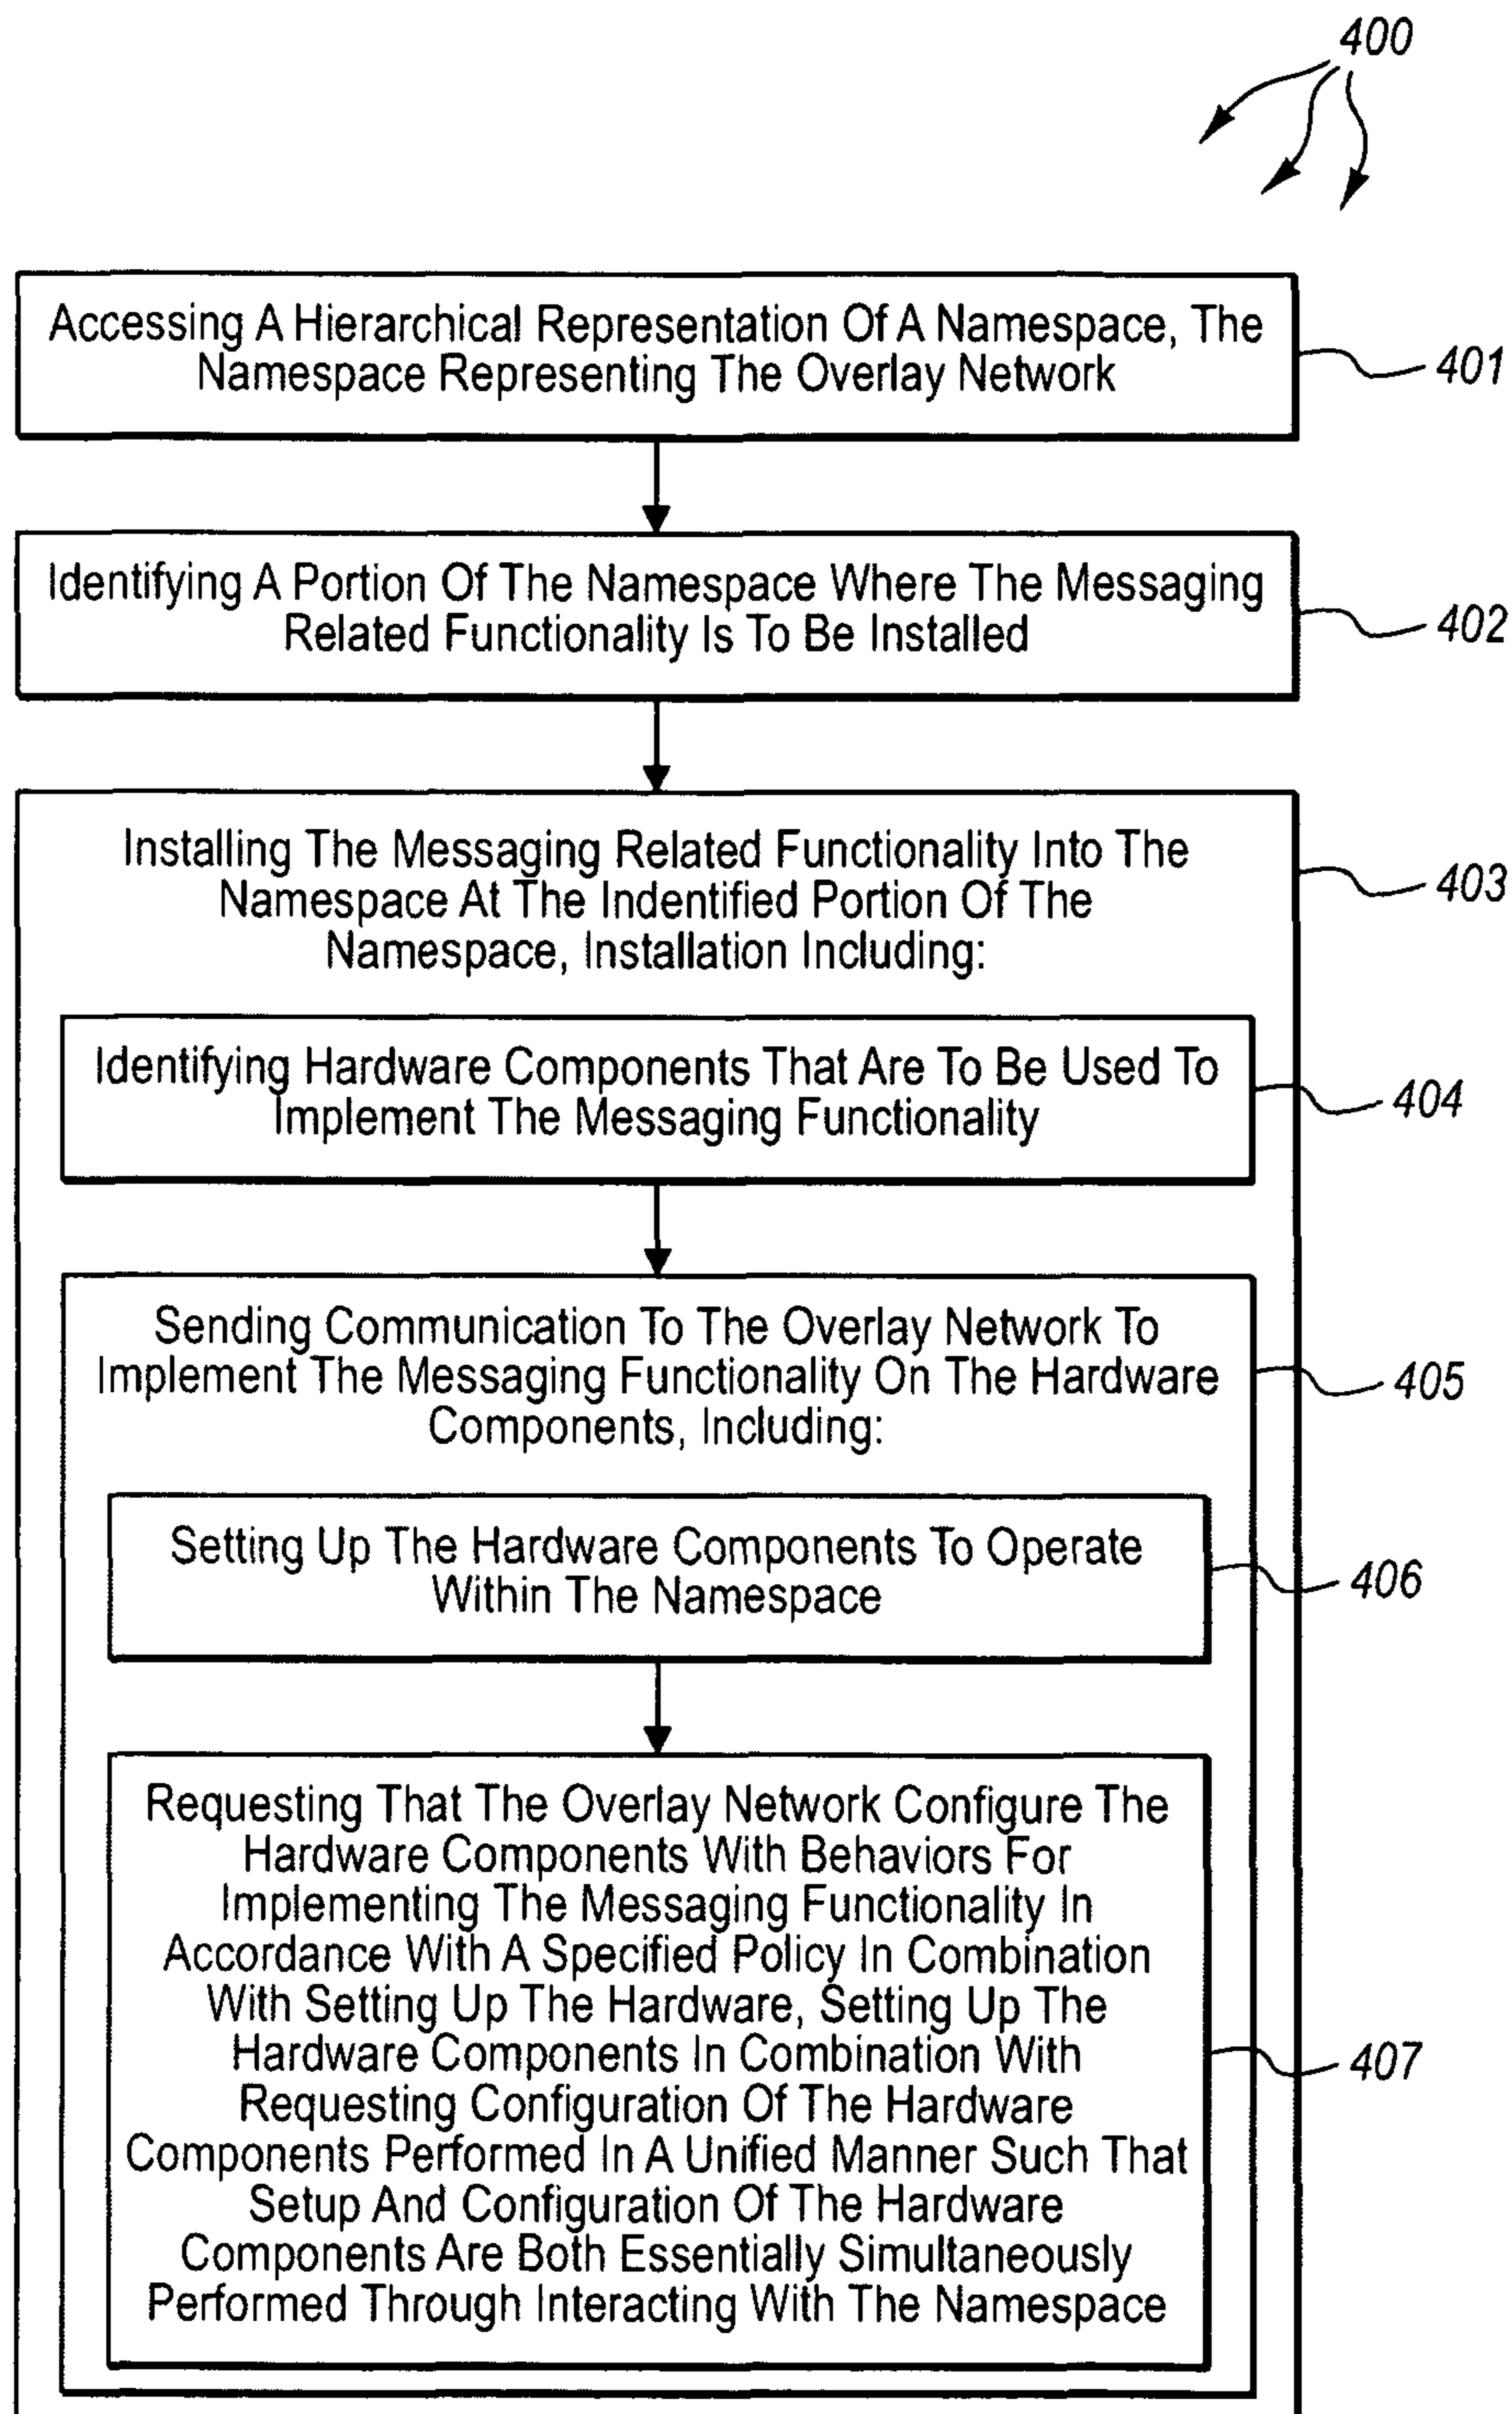 400
Accessing A Hierarchical Representation Of A Namespace, The
Namespace Representing The Overlay Network
401
Identifying A Portion Of The Namespace Where The Messaging
Related Functionality Is To Be Installed
402
Installing The Messaging Related Functionality Into The
Namespace At The Indentified Portion Of The
Namespace, Installation Including:
403
Identifying Hardware Components That Are To Be Used To
Implement The Messaging Functionality
404
Sending Communication To The Overlay Network To
Implement The Messaging Functionality On The Hardware
Components, Including:
405
Setting Up The Hardware Components To Operate
Within The Namespace
406
Requesting That The Overlay Network Configure The
Hardware Components With Behaviors For
Implementing The Messaging Functionality In
Accordance With A Specified Policy In Combination
With Setting Up The Hardware, Setting Up The
Hardware Components In Combination With
Requesting Configuration Of The Hardware
Components Performed In A Unified Manner Such That
Setup And Configuration Of The Hardware
Components Are Both Essentially Simultaneously
Performed Through Interacting With The Namespace
407